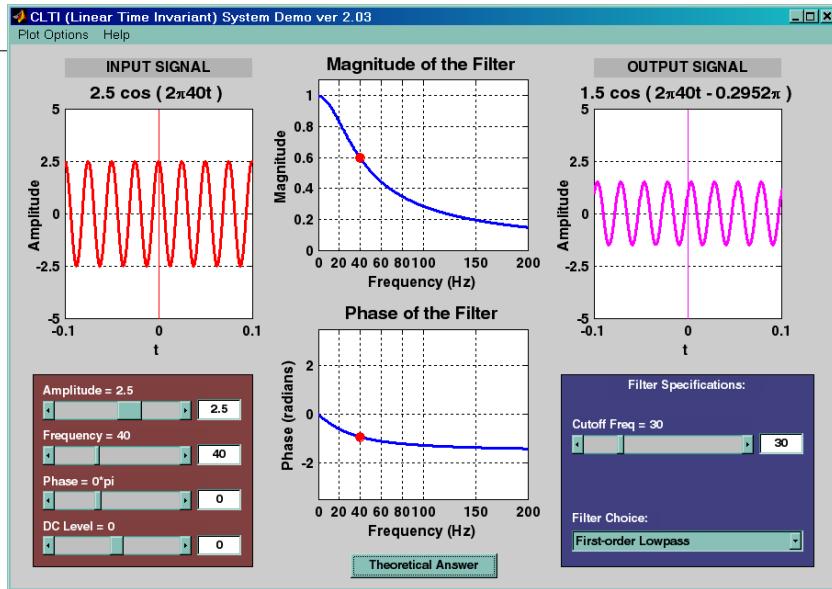 CLTI (Linear Time Invariant) System Demo ver 2.03
Plot Options Help
INPUT SIGNAL
2.5 cos ( 2π40t )
5
2.5
0
-2.5
-5
Amplitude
-0.1 0 0.1
t
Magnitude of the Filter
1
0.8
0.6
0.4
0.2
0
Magnitude
0 20 40 60 80 100 150 200
Frequency (Hz)
OUTPUT SIGNAL
1.5 cos ( 2π40t - 0.2952π )
5
2.5
0
-2.5
-5
Amplitude
-0.1 0 0.1
t
Phase of the Filter
2
0
-2
Phase (radians)
0 20 40 60 80 100 150 200
Frequency (Hz)
Amplitude = 2.5
2.5
Frequency = 40
40
Phase = 0*pi
0
DC Level = 0
0
Theoretical Answer
Filter Specifications:
Cutoff Freq = 30
30
Filter Choice:
First-order Lowpass